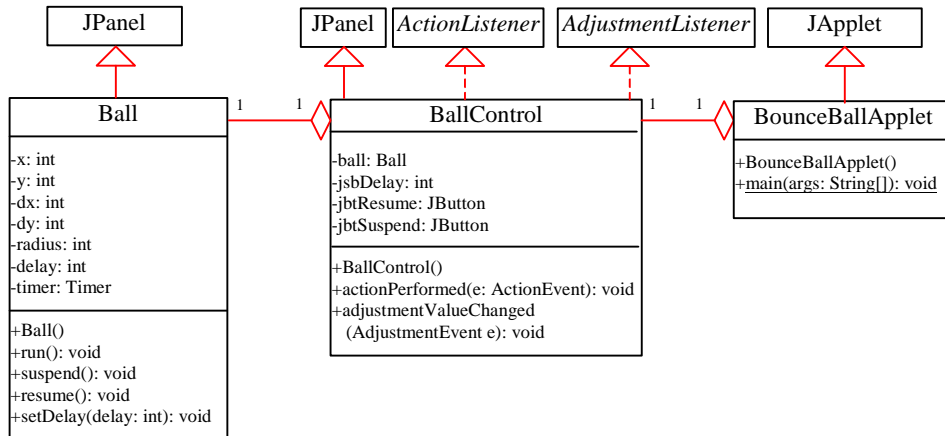 JPanel
JPanel
ActionListener
AdjustmentListener
JApplet
Ball
-x: int
-y: int
-dx: int
-dy: int
-radius: int
-delay: int
-timer: Timer
+Ball()
+run(): void
+suspend(): void
+resume(): void
+setDelay(delay: int): void
1
1
BallControl
-ball: Ball
-jsbDelay: int
-jbtResume: JButton
-jbtSuspend: JButton
+BallControl()
+actionPerformed(e: ActionEvent): void
+adjustmentValueChanged
(AdjustmentEvent e): void
1
1
BounceBallApplet
+BounceBallApplet()
+main(args: String[]): void